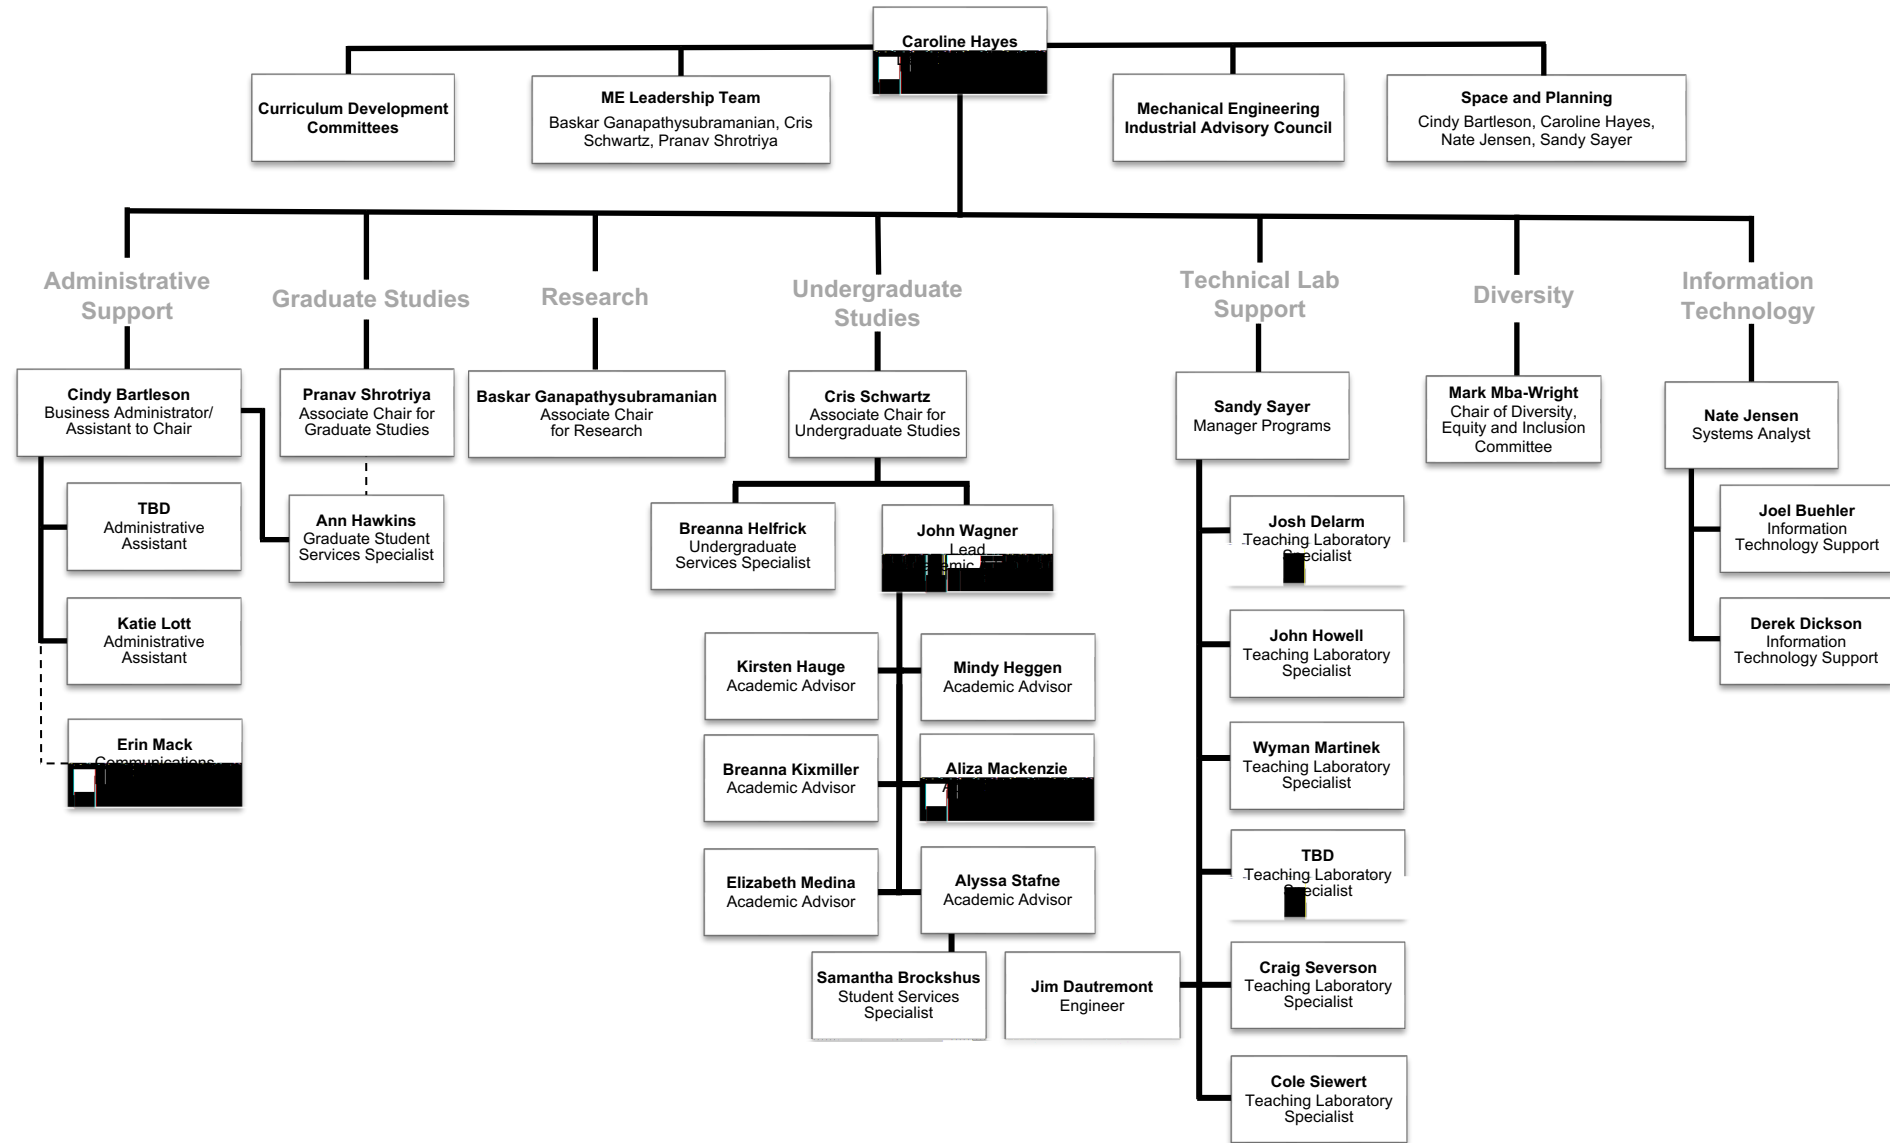 Caroline Hayes
Curriculum Development
Committees
ME Leadership Team
Baskar Ganapathysubramanian, Cris
Schwartz, Pranav Shrotriya
Mechanical Engineering
Industrial Advisory Council
Space and Planning
Cindy Bartleson, Caroline Hayes,
Nate Jensen, Sandy Sayer
Administrative
Support
Graduate Studies
Research
Undergraduate
Studies
Technical Lab
Support
Diversity
Information
Technology
Cindy Bartleson
Business Administrator/
Assistant to Chair
Pranav Shrotriya
Associate Chair for
Graduate Studies
Baskar Ganapathysubramanian
Associate Chair
for Research
Cris Schwartz
Associate Chair for
Undergraduate Studies
Sandy Sayer
Manager Programs
Mark Mba-Wright
Chair of Diversity,
Equity and Inclusion
Committee
Nate Jensen
Systems Analyst
TBD
Administrative
Assistant
Ann Hawkins
Graduate Student
Services Specialist
Katie Lott
Administrative
Assistant
Erin Mack
Communications
Breanna Helfrick
Undergraduate
Services Specialist
John Wagner
Lead
Kirsten Hauge
Academic Advisor
Mindy Heggen
Academic Advisor
Breanna Kixmiller
Academic Advisor
Aliza Mackenzie
Elizabeth Medina
Academic Advisor
Alyssa Stafne
Academic Advisor
Samantha Brockshus
Student Services
Specialist
Jim Dautremont
Engineer
Josh Delarm
Teaching Laboratory
Specialist
John Howell
Teaching Laboratory
Specialist
Wyman Martinek
Teaching Laboratory
Specialist
TBD
Teaching Laboratory
Specialist
Craig Severson
Teaching Laboratory
Specialist
Cole Siewert
Teaching Laboratory
Specialist
Joel Buehler
Information
Technology Support
Derek Dickson
Information
Technology Support